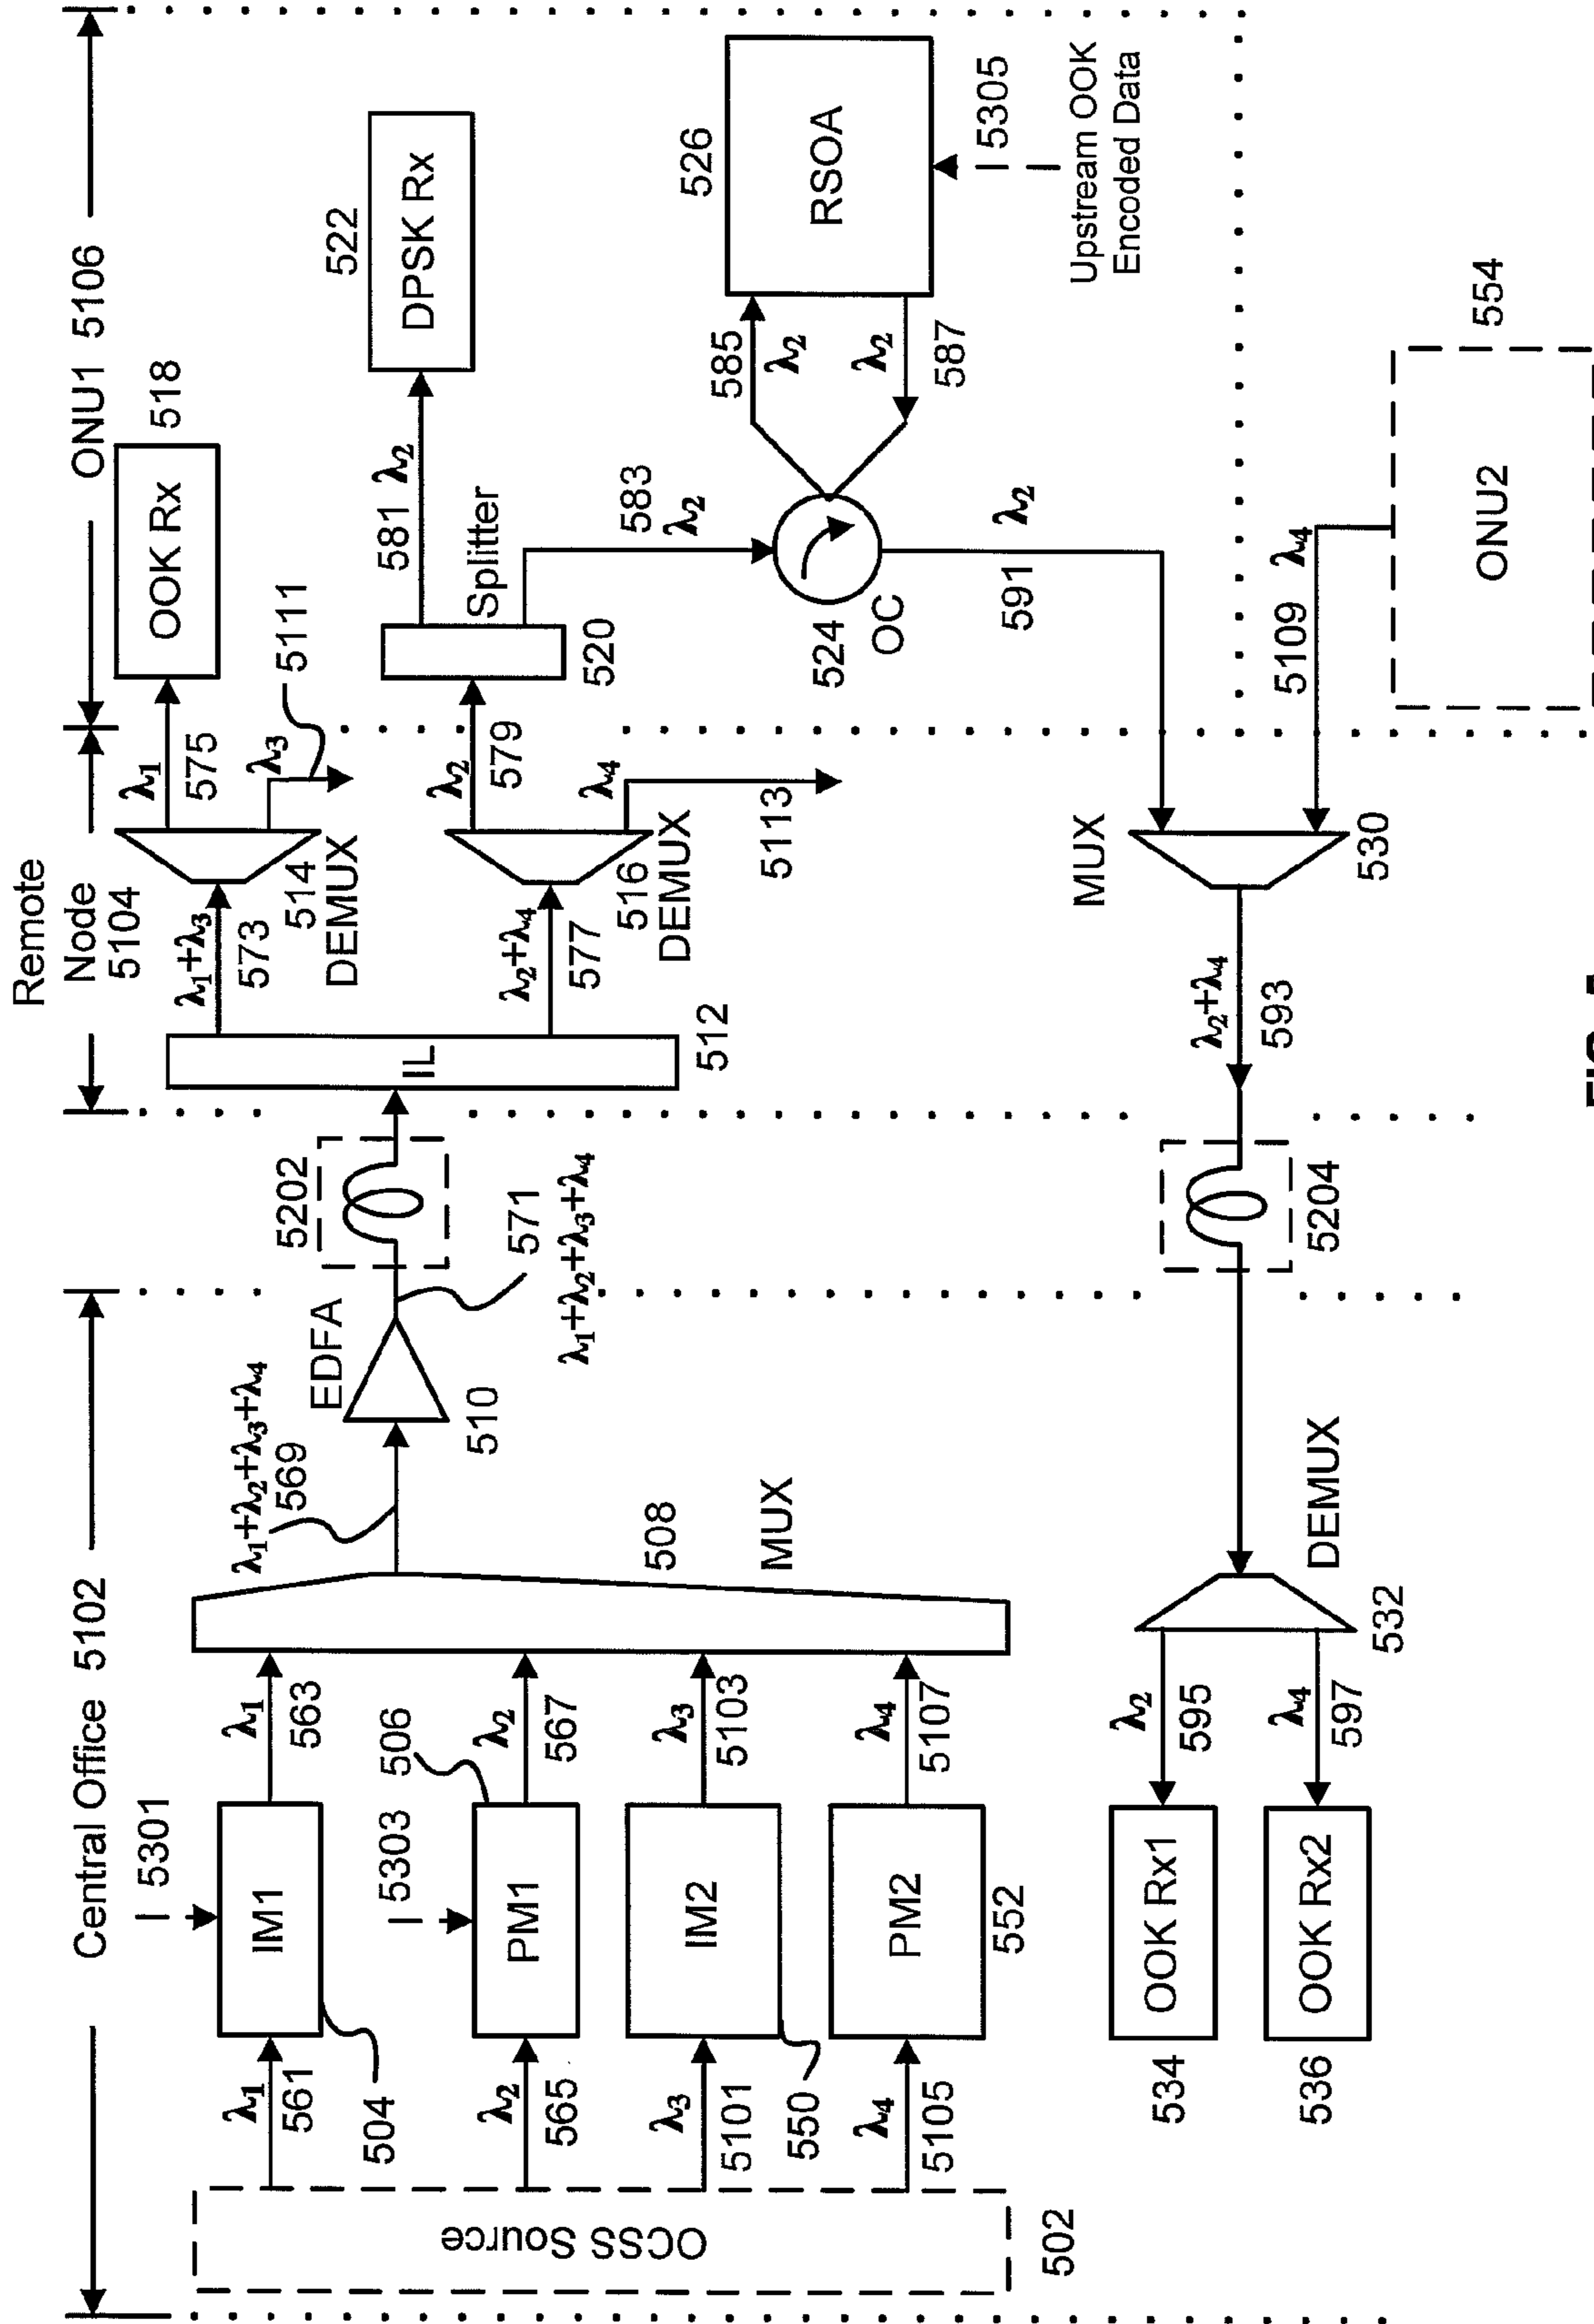 Central Office 5102
Remote
Node
5104
ONU1 5106
5301
IM1
λ1
561
504
λ1
563
5303
506
PM1
λ2
565
λ2
567
IM2
λ3
5101
550
λ3
5103
PM2
λ4
5105
552
λ4
5107
OCSS Source
502
508
MUX
λ1+λ2+λ3+λ4
569
EDFA
510
571
λ1+λ2+λ3+λ4
5202
IL
512
λ1+λ3
573
514
DEMUX
λ2+λ4
577
516
DEMUX
λ1
575
λ3
5111
λ2
579
λ4
5113
OOK Rx
518
Splitter
520
581 λ2
DPSK Rx
522
583
λ2
524
OC
585
λ2
λ2
587
RSOA
526
5305
Upstream OOK
Encoded Data
591
λ2
MUX
530
5109 λ4
ONU2
554
λ2+λ4
593
5204
DEMUX
532
λ2
595
λ4
597
OOK Rx1
534
OOK Rx2
536